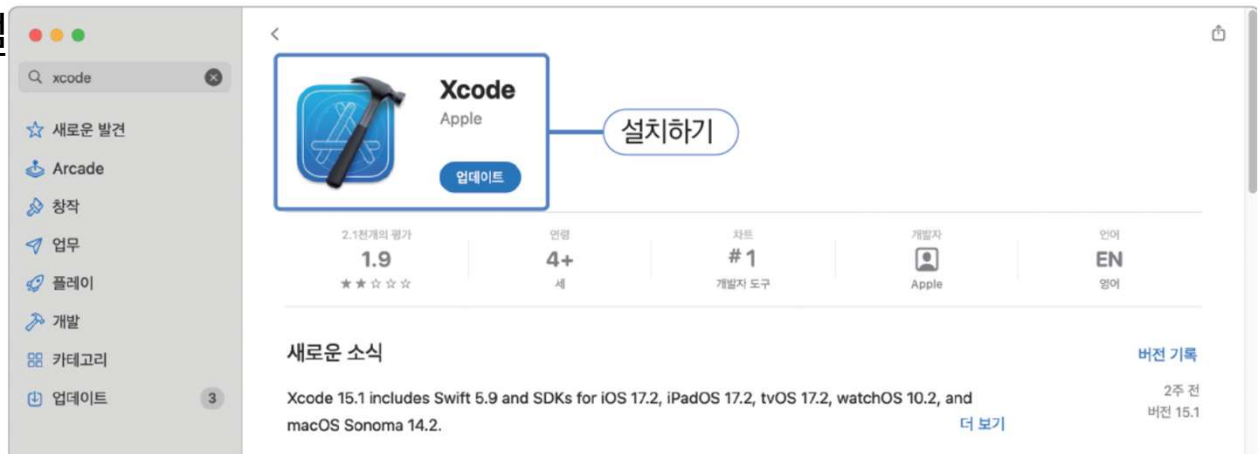 xcode
새로운 발견
Arcade
창작
업무
플레이
개발
카테고리
업데이트 3
Xcode
Apple
업데이트
설치하기
2.1천개의 평가
1.9
★★☆☆☆
연령
4+
세
차트
#1
개발자 도구
개발자
Apple
언어
EN
영어
새로운 소식
버전 기록
Xcode 15.1 includes Swift 5.9 and SDKs for iOS 17.2, iPadOS 17.2, tvOS 17.2, watchOS 10.2, and
macOS Sonoma 14.2.
더 보기
2주 전
버전 15.1